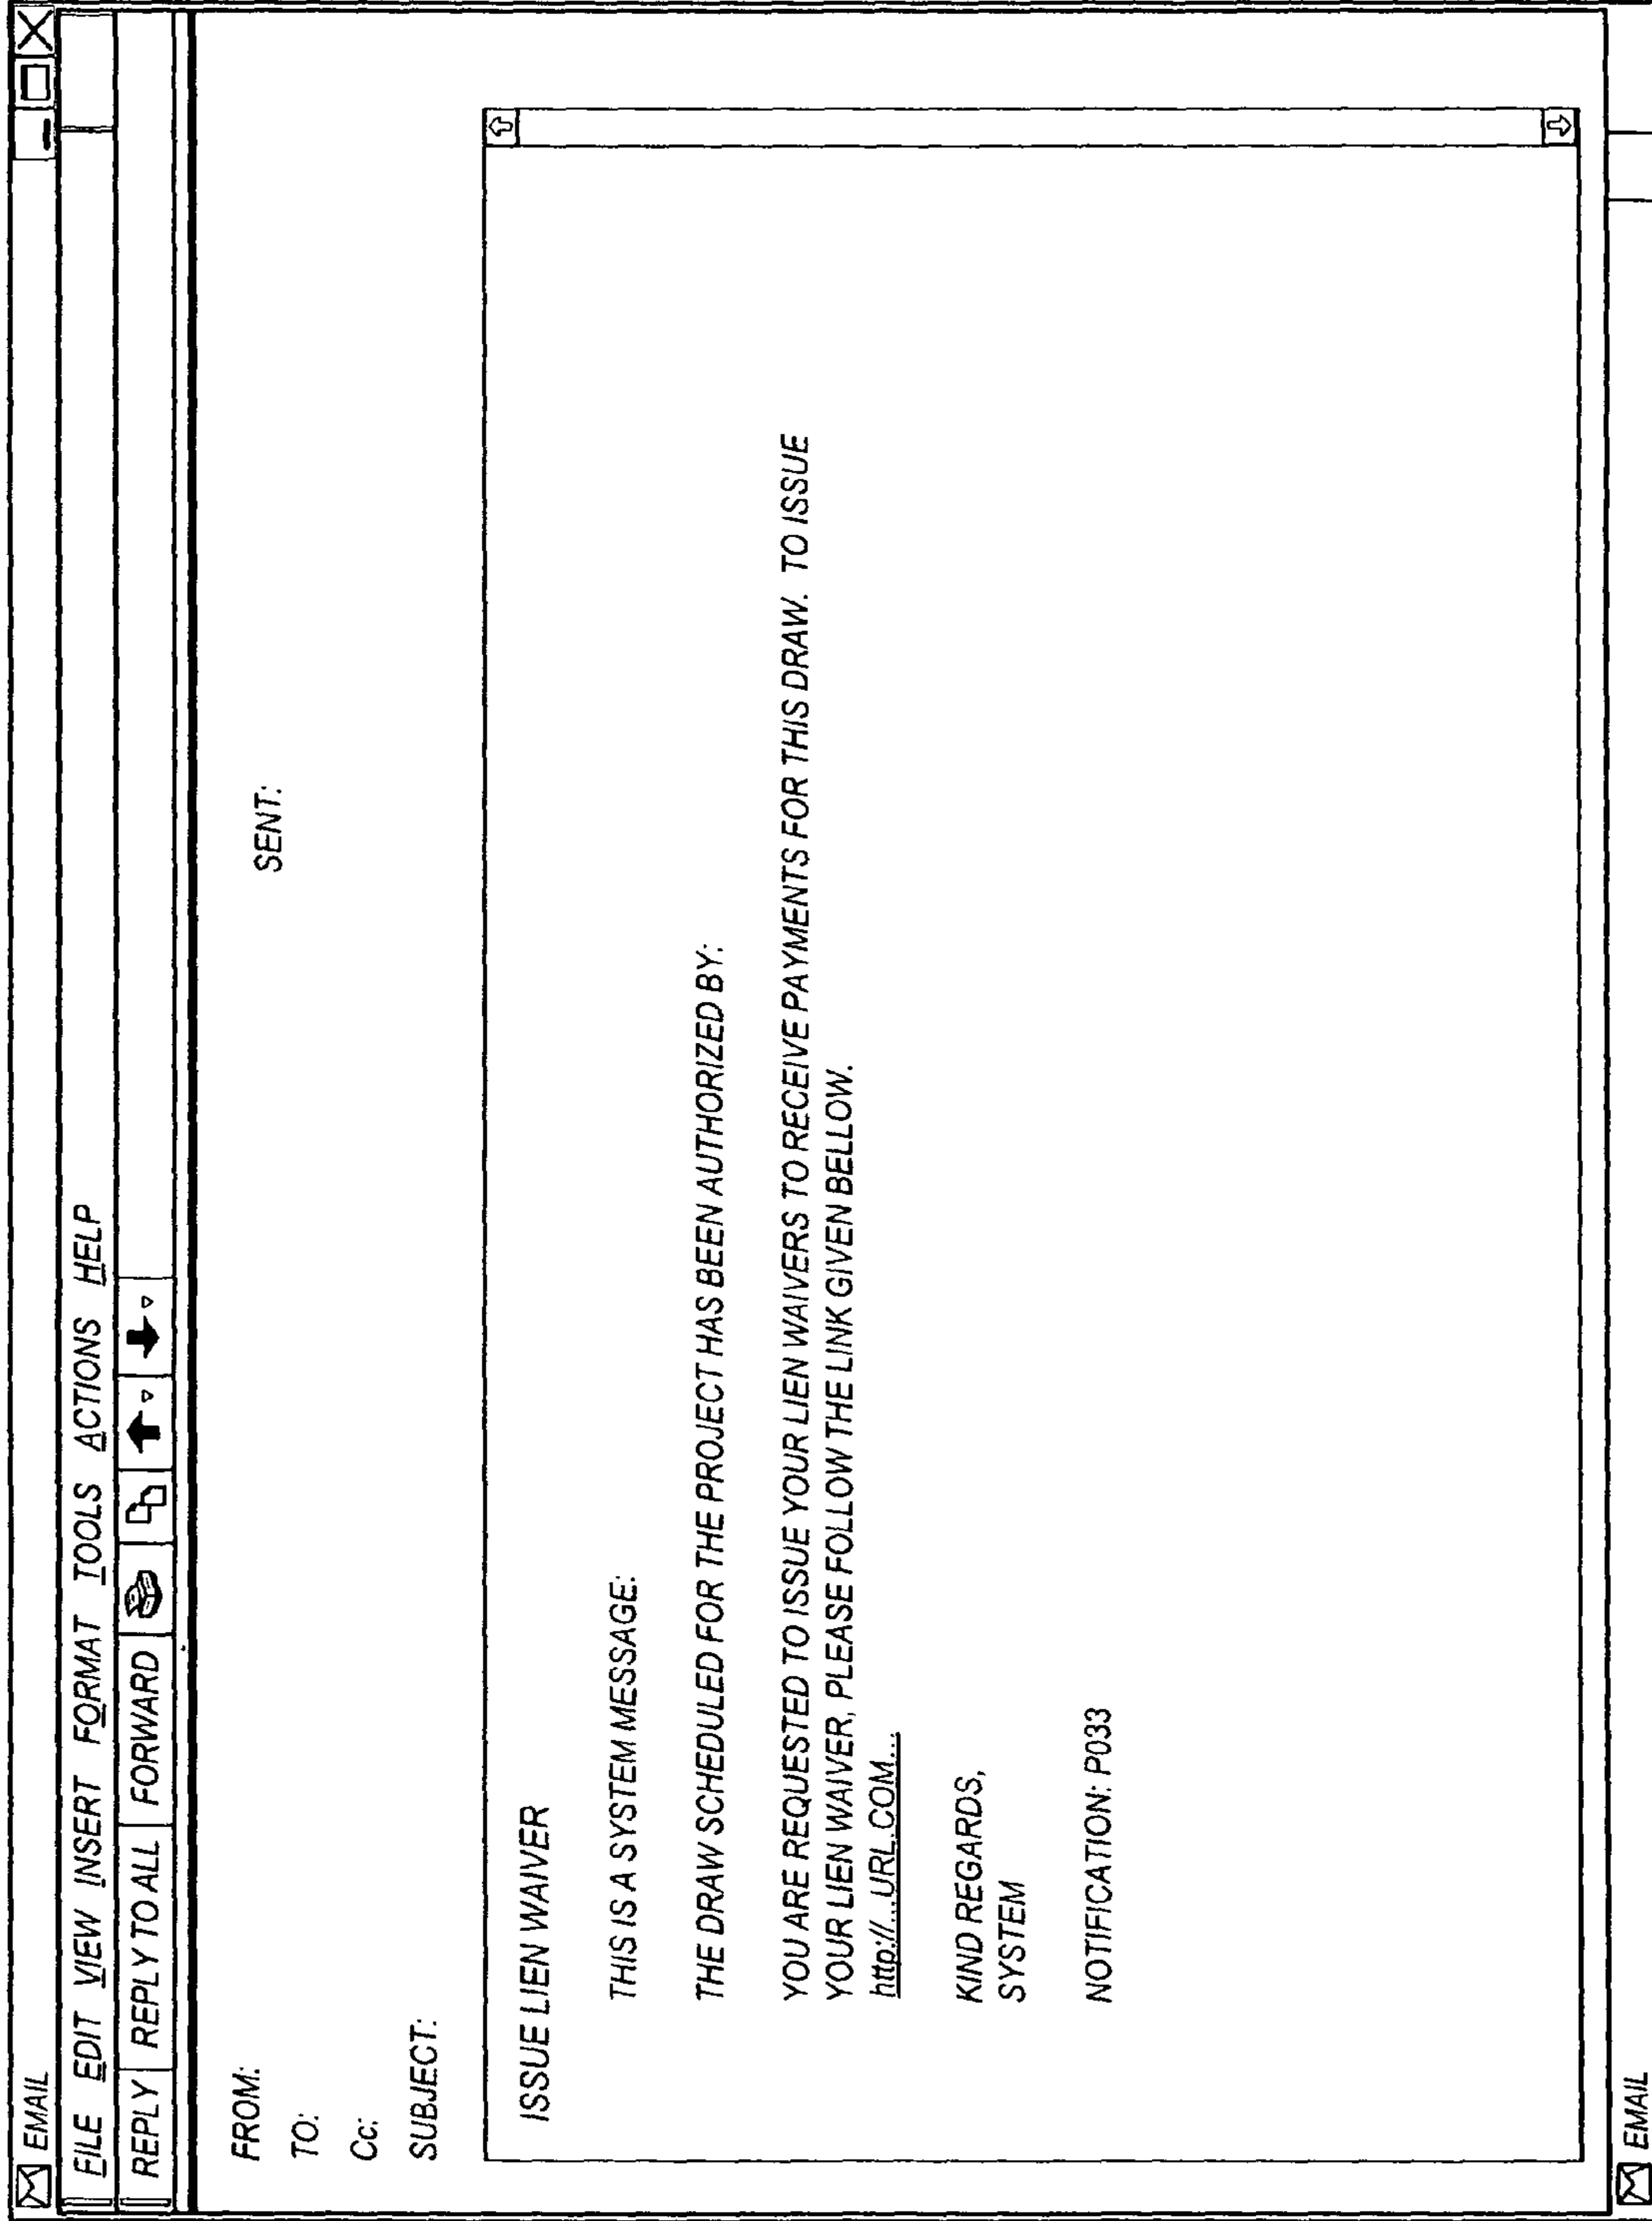 EMAIL
FILE EDIT VIEW INSERT FORMAT TOOLS ACTIONS HELP
REPLY REPLY TO ALL FORWARD
FROM:
SENT:
TO:
Cc:
SUBJECT:
ISSUE LIEN WAIVER
THIS IS A SYSTEM MESSAGE:
THE DRAW SCHEDULED FOR THE PROJECT HAS BEEN AUTHORIZED BY:
YOU ARE REQUESTED TO ISSUE YOUR LIEN WAIVERS TO RECEIVE PAYMENTS FOR THIS DRAW. TO ISSUE
YOUR LIEN WAIVER, PLEASE FOLLOW THE LINK GIVEN BELLOW.
http://...URL.COM...
KIND REGARDS,
SYSTEM
NOTIFICATION: P033
EMAIL